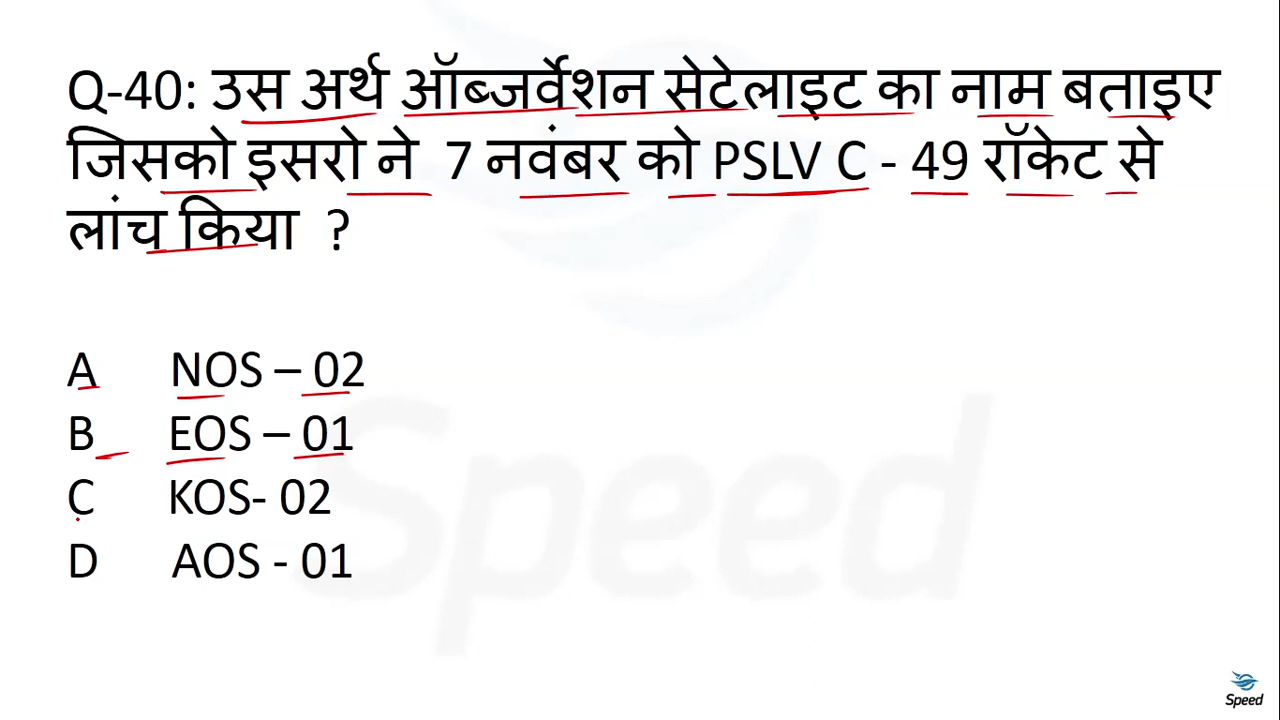 Q-40: उस अर्थ ऑब्जर्वेशन सेटेलाइट का नाम बताइए
जिसको इसरो ने 7 नवंबर को PSLV C - 49 रॉकेट से
लांच किया ?
A NOS – 02
B EOS – 01
C KOS- 02
D AOS - 01
Speed
Speed